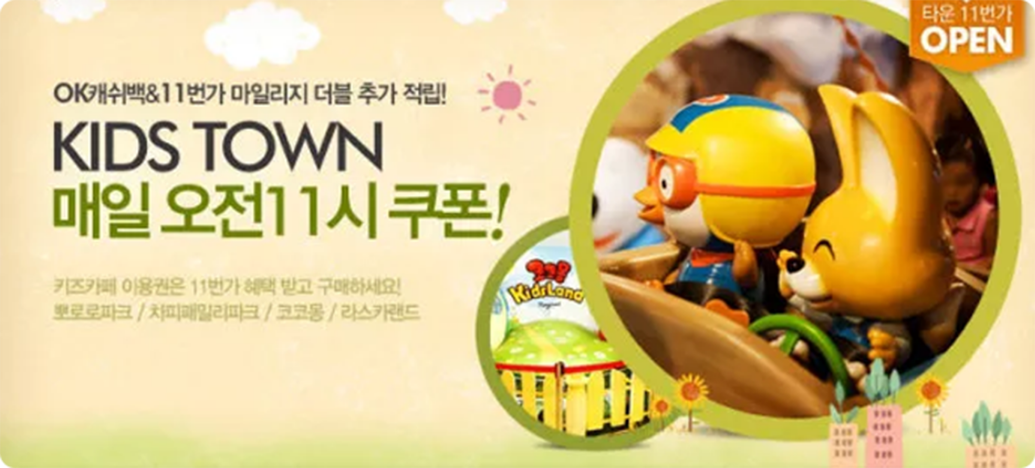 타운 11번가
OPEN
OK캐쉬백&11번가 마일리지 더블 추가 적립!
KIDS TOWN
매일 오전11시 쿠폰!
키즈카페 이용권은 11번가 혜택 받고 구매하세요!
뽀로로파크 / 차피패밀리파크 / 코코몽 / 라스카랜드
코코몽
KidsLand